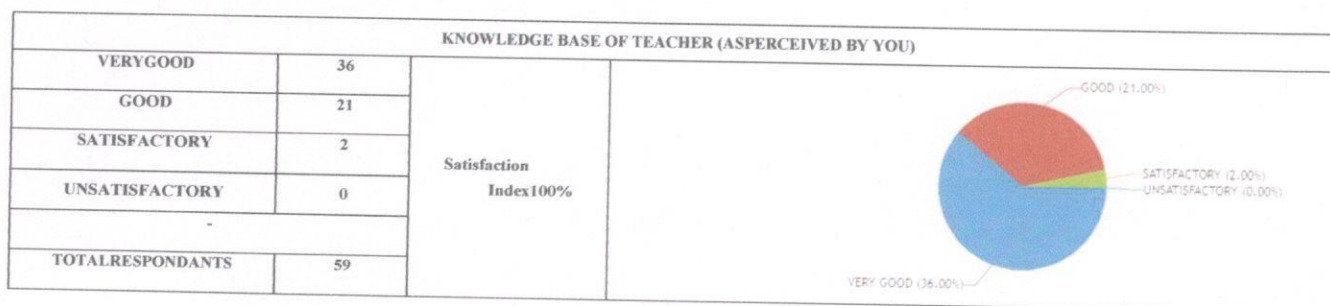 KNOWLEDGE BASE OF TEACHER (ASPERCEIVED BY YOU)
VERYGOOD 36
GOOD 21
SATISFACTORY 2
UNSATISFACTORY 0
-
TOTALRESPONDANTS 59
Satisfaction
Index100%
GOOD (21.00%)
SATISFACTORY (2.00%)
UNSATISFACTORY (0.00%)
VERY GOOD (36.00%)